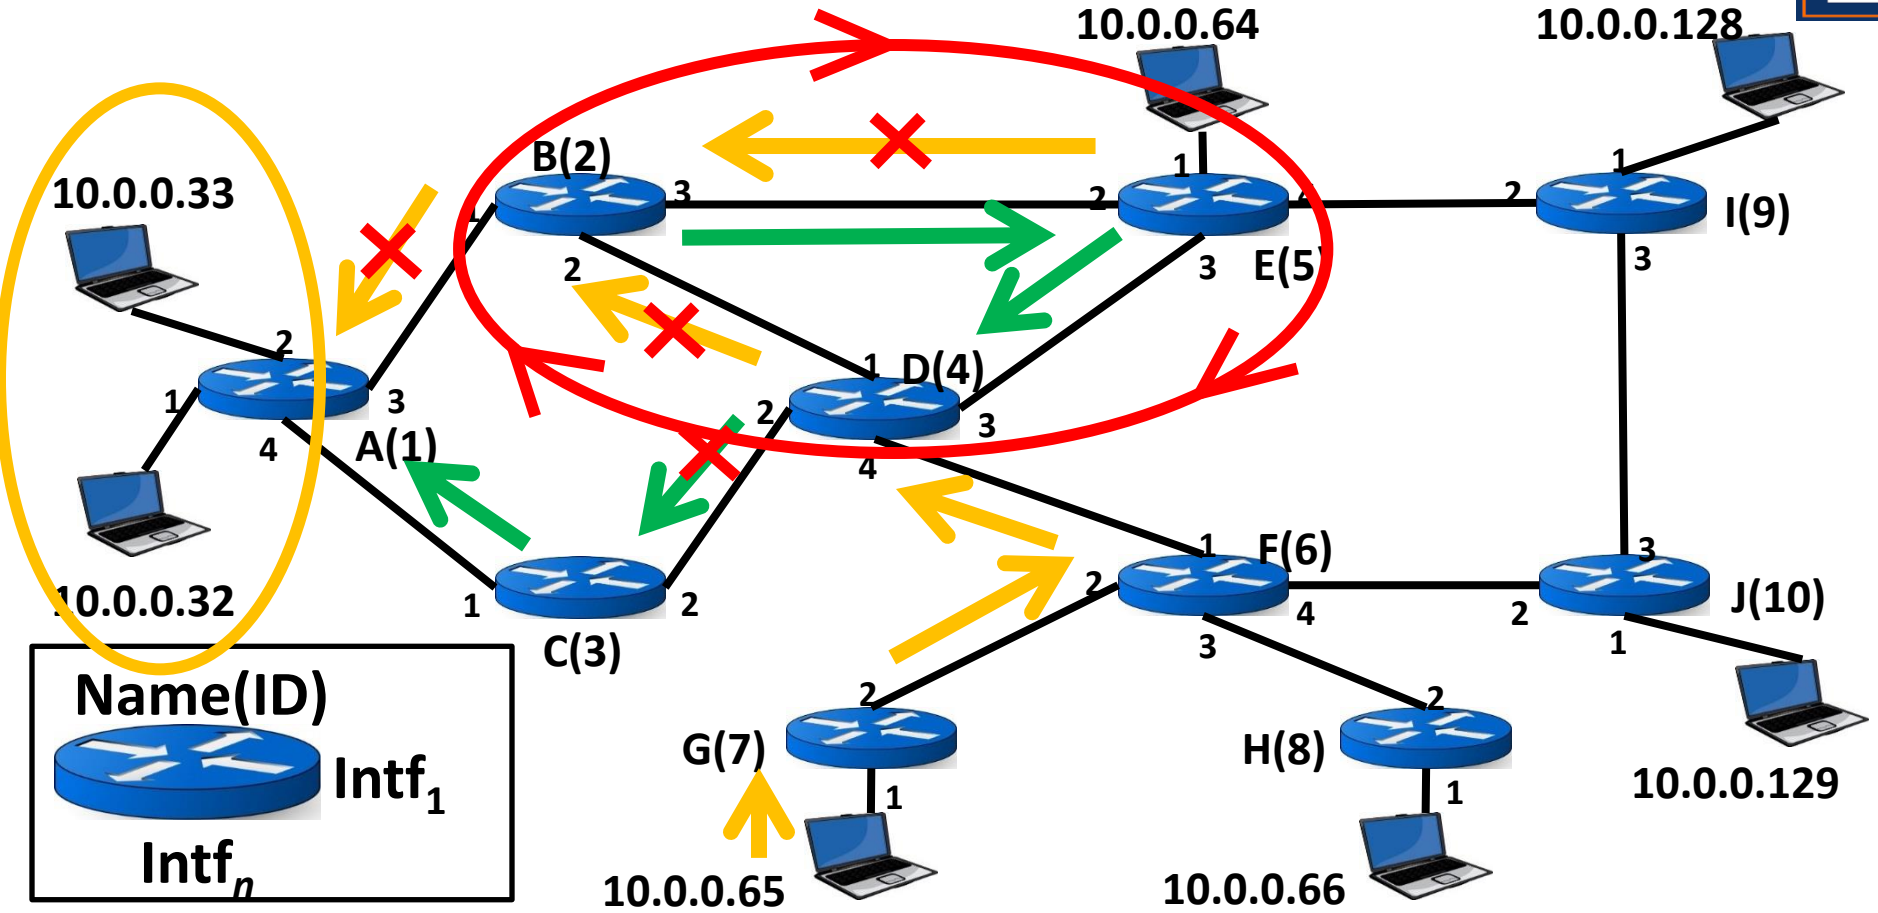 10.0.0.64
10.0.0.128
B(2)
1
1
10.0.0.33
3
2
2
I(9)
1
2
3
E(5
3
2
1
D(4)
1
3
2
3
A(1)
4
4
1
F(6)
3
10.0.0.32
1
2
2
4
2
J(10)
C(3)
3
1
Name(ID)
2
2
G(7)
H(8)
Intf1
1
1
10.0.0.129
Intfn
10.0.0.65
10.0.0.66